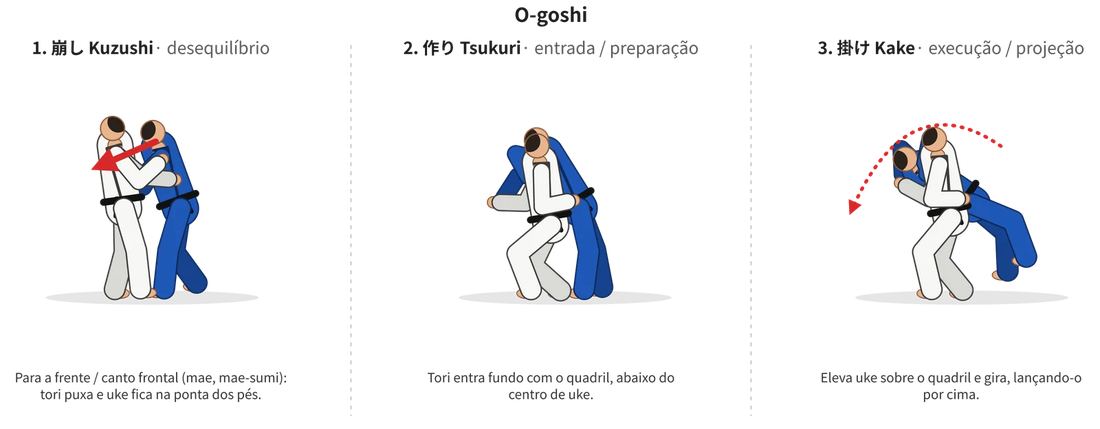 O-goshi
1. 崩し Kuzushi · desequilíbrio
Para a frente / canto frontal (mae, mae-sumi):
tori puxa e uke fica na ponta dos pés.
2. 作り Tsukuri · entrada / preparação
Tori entra fundo com o quadril, abaixo do
centro de uke.
3. 掛け Kake · execução / projeção
Eleva uke sobre o quadril e gira, lançando-o
por cima.